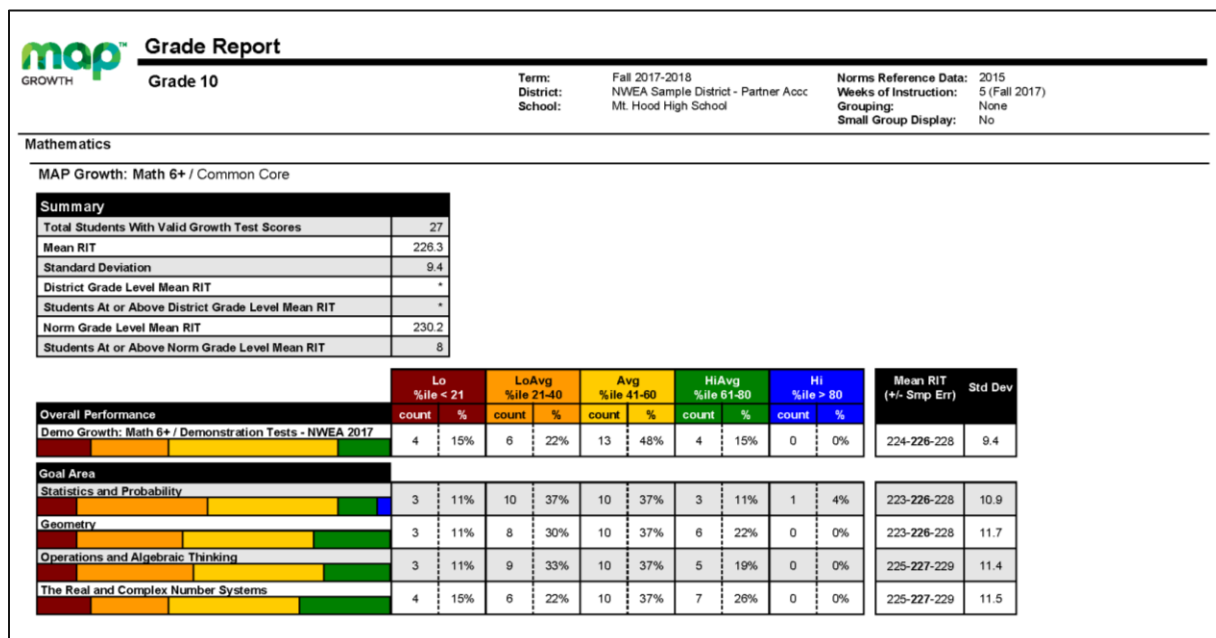 map™
GROWTH
Grade Report
Grade 10
Term: Fall 2017-2018
District: NWEA Sample District - Partner Acc
School: Mt. Hood High School
Norms Reference Data: 2015
Weeks of Instruction: 5 (Fall 2017)
Grouping: None
Small Group Display: No
Mathematics
MAP Growth: Math 6+ / Common Core
Summary
Total Students With Valid Growth Test Scores 27
Mean RIT 226.3
Standard Deviation 9.4
District Grade Level Mean RIT *
Students At or Above District Grade Level Mean RIT *
Norm Grade Level Mean RIT 230.2
Students At or Above Norm Grade Level Mean RIT 8
Lo LoAvg Avg HiAvg Hi Mean RIT Std Dev
%ile < 21 %ile 21-40 %ile 41-60 %ile 61-80 %ile > 80 (+/- Smp Err)
Overall Performance count % count % count % count % count %
Demo Growth: Math 6+ / Demonstration Tests - NWEA 2017 4 15% 6 22% 13 48% 4 15% 0 0% 224-226-228 9.4
Goal Area
Statistics and Probability 3 11% 10 37% 10 37% 3 11% 1 4% 223-226-228 10.9
Geometry 3 11% 8 30% 10 37% 6 22% 0 0% 223-226-228 11.7
Operations and Algebraic Thinking 3 11% 9 33% 10 37% 5 19% 0 0% 225-227-229 11.4
The Real and Complex Number Systems 4 15% 6 22% 10 37% 7 26% 0 0% 225-227-229 11.5